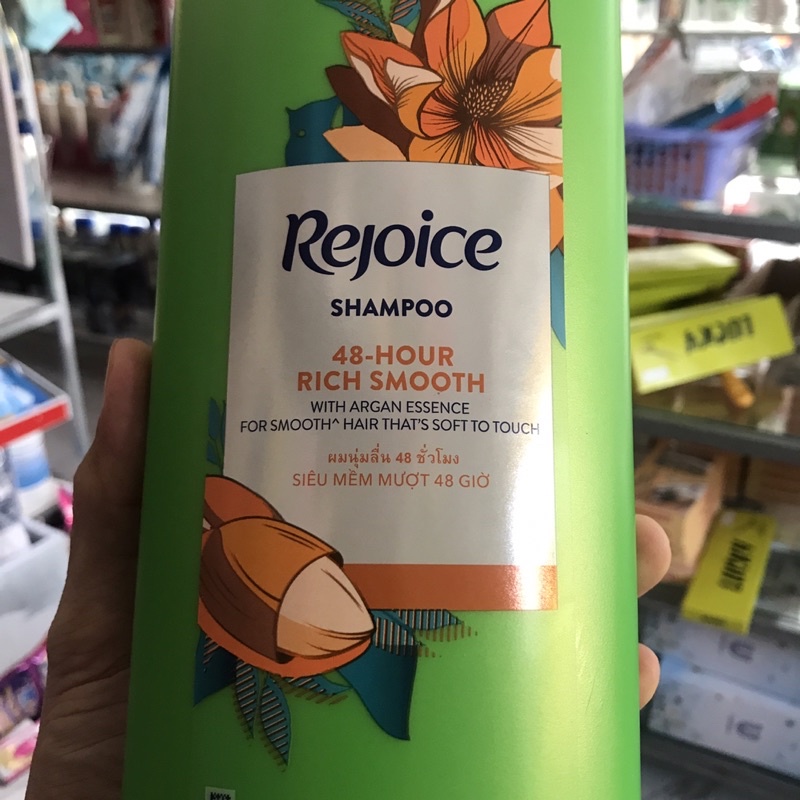 Rejoice
SHAMPOO
48-HOUR
RICH SMOOTH
WITH ARGAN ESSENCE
FOR SMOOTH^ HAIR THAT'S SOFT TO TOUCH
ผมนุ่มลื่น 48 ชั่วโมง
SIÊU MỀM MƯỢT 48 GIỜ